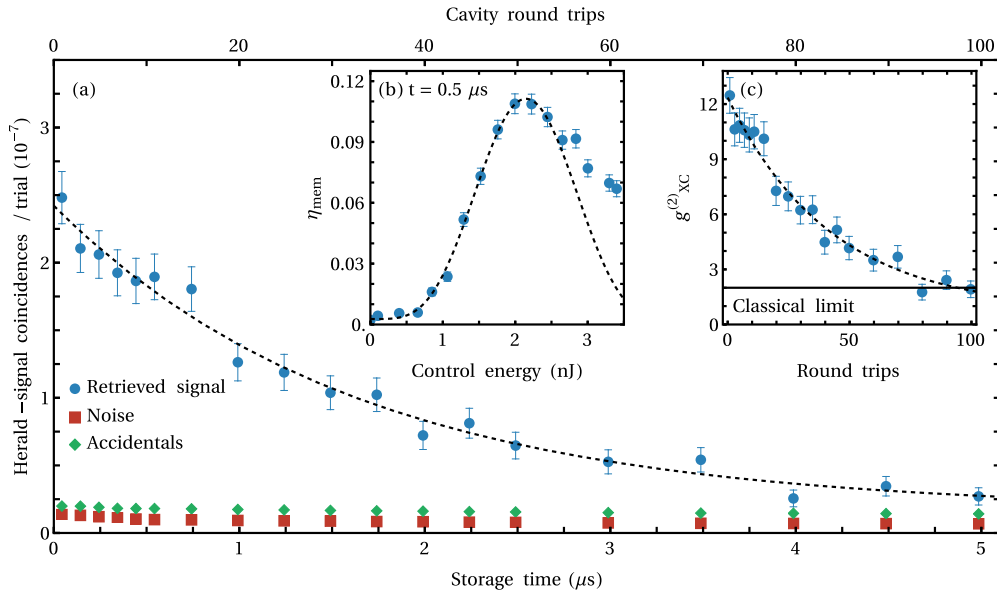 Cavity round trips
0 20 40 60 80 100
(a)
(b) t = 0.5 μs
(c)
Herald −signal coincidences / trial (10⁻⁷)
3
2
1
0
η_mem
0.12
0.09
0.06
0.03
0.
0 1 2 3
Control energy (nJ)
g⁽²⁾_XC
12
9
6
3
0
Classical limit
0 50 100
Round trips
Retrieved signal
Noise
Accidentals
0 1 2 3 4 5
Storage time (μs)